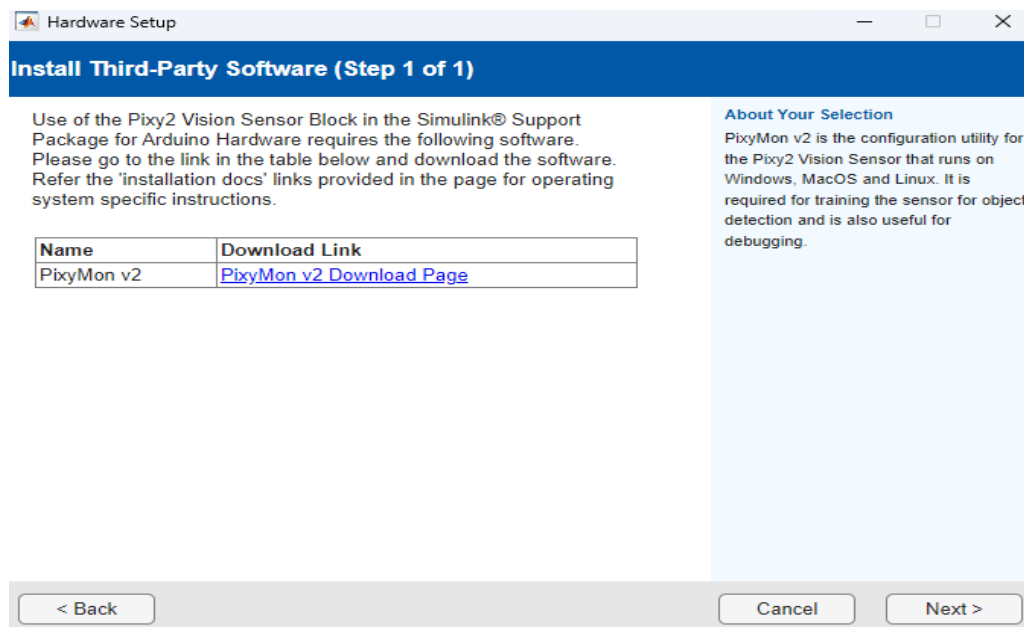 Hardware Setup
Install Third-Party Software (Step 1 of 1)
Use of the Pixy2 Vision Sensor Block in the Simulink® Support
Package for Arduino Hardware requires the following software.
Please go to the link in the table below and download the software.
Refer the 'installation docs' links provided in the page for operating
system specific instructions.
Name Download Link
PixyMon v2 PixyMon v2 Download Page
About Your Selection
PixyMon v2 is the configuration utility for
the Pixy2 Vision Sensor that runs on
Windows, MacOS and Linux. It is
required for training the sensor for object
detection and is also useful for
debugging.
< Back Cancel Next >